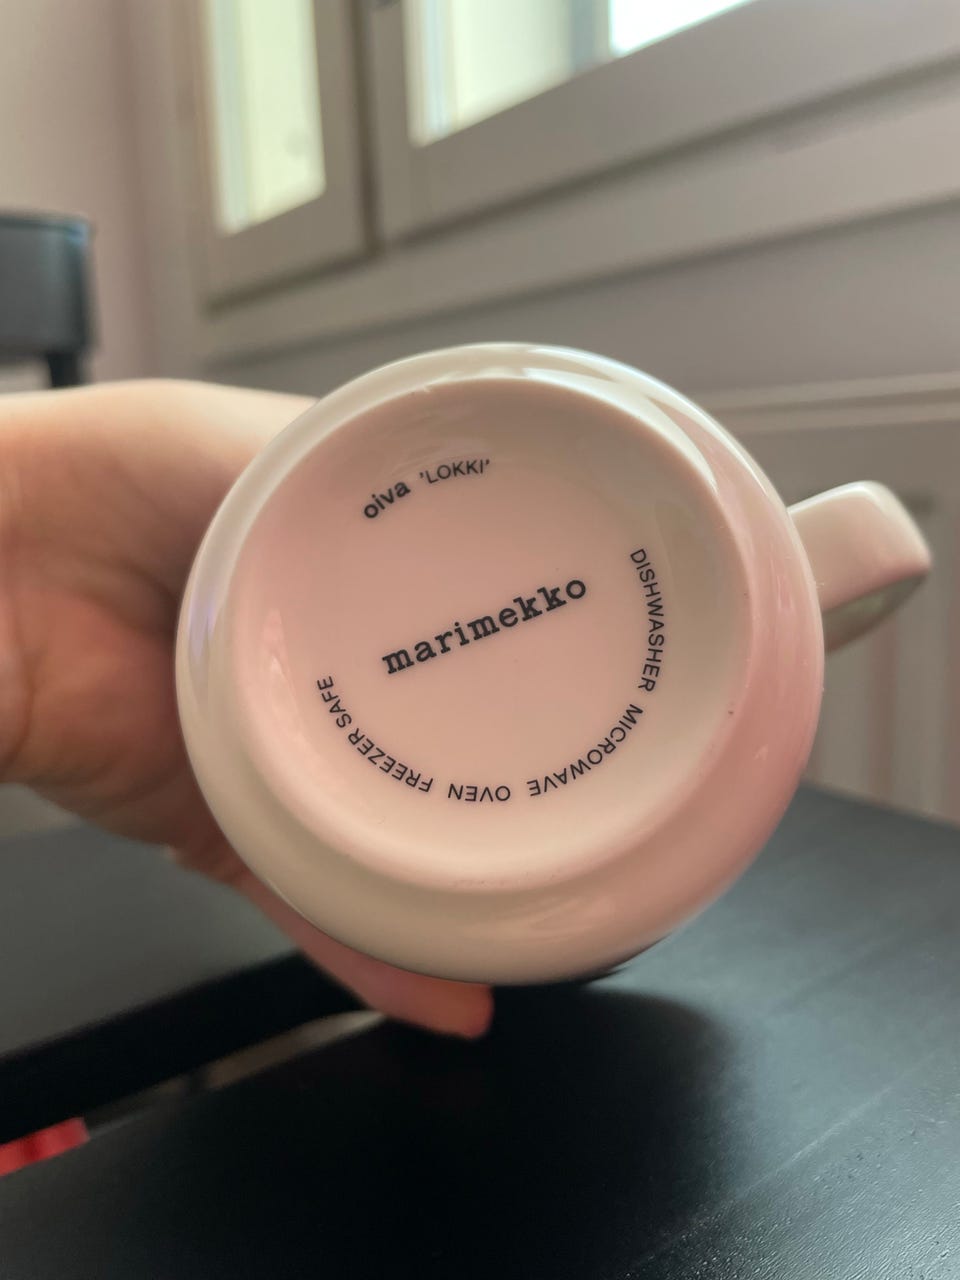 oiva 'LOKKI'
marimekko
DISHWASHER MICROWAVE OVEN FREEZER SAFE